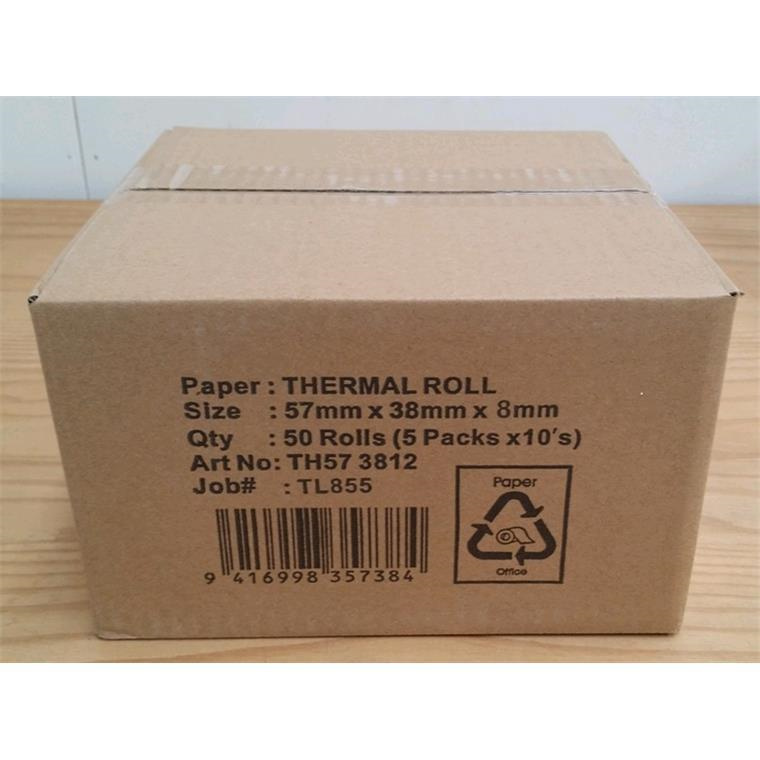 Paper : THERMAL ROLL
Size : 57mm x 38mm x 8mm
Qty : 50 Rolls (5 Packs x10's)
Art No: TH57 3812
Job# : TL855
9 416998 357384
Paper
Office